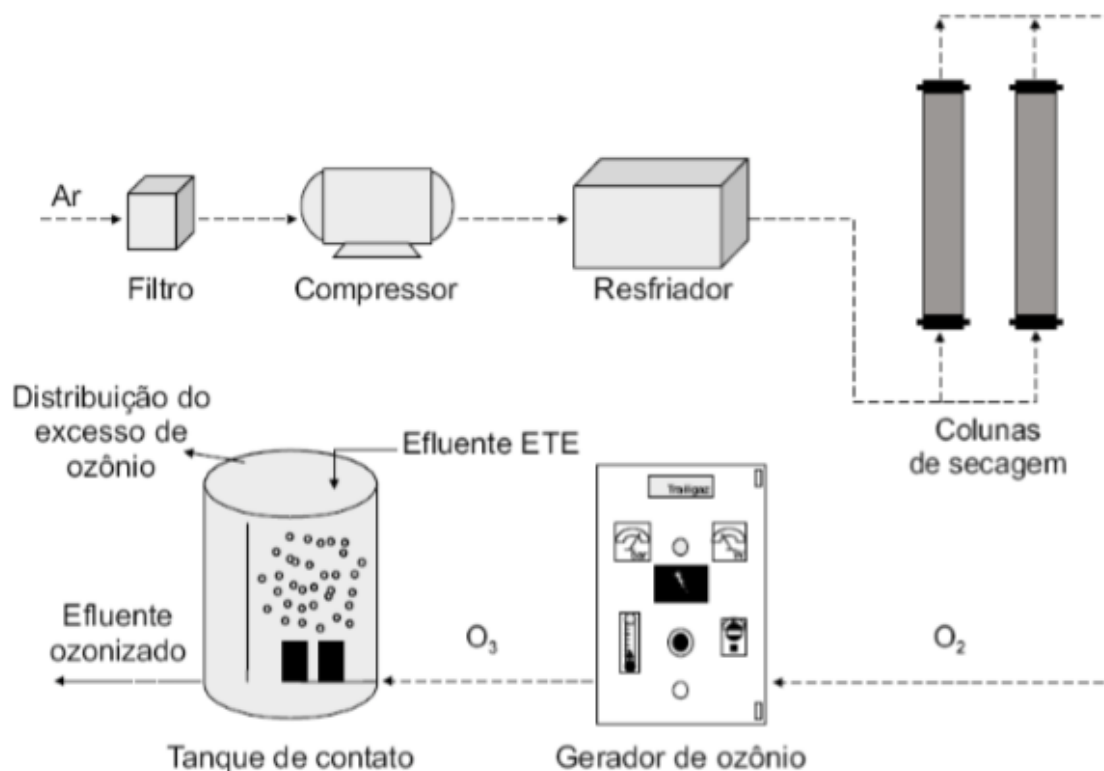 Ar
Filtro
Compressor
Resfriador
Colunas
de secagem
Distribuição do
excesso de
ozônio
Efluente ETE
Efluente
ozonizado
O₃
O₂
bar
Tanque de contato
Gerador de ozônio